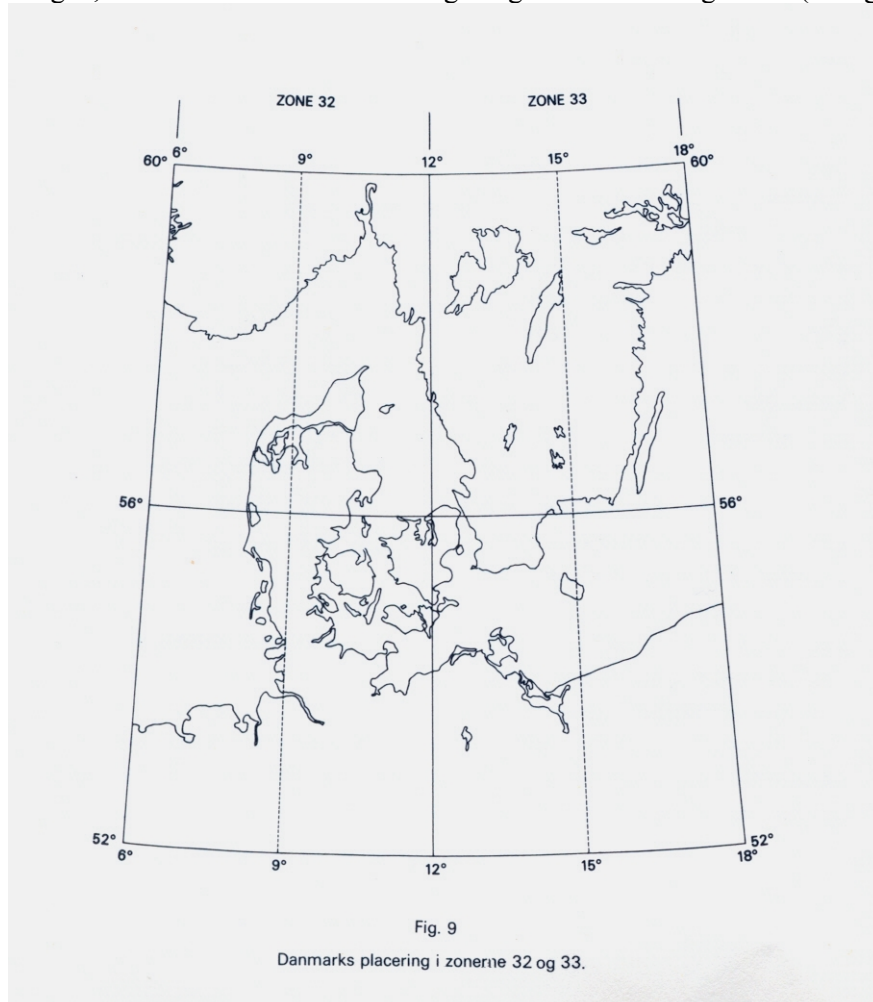 ZONE 32 ZONE 33
60° 6° 9° 12° 15° 18° 60°
56° 56°
52° 52°
6° 9° 12° 15° 18°
Fig. 9
Danmarks placering i zonerne 32 og 33.